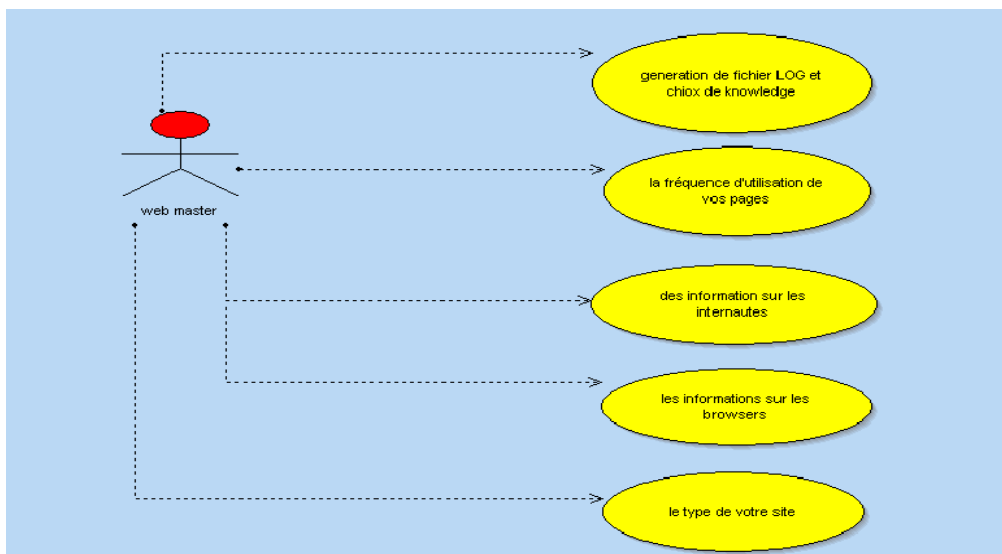 generation de fichier LOG et
chiox de knowledge
la fréquence d'utilisation de
vos pages
web master
des information sur les
internautes
les informations sur les
browsers
le type de votre site